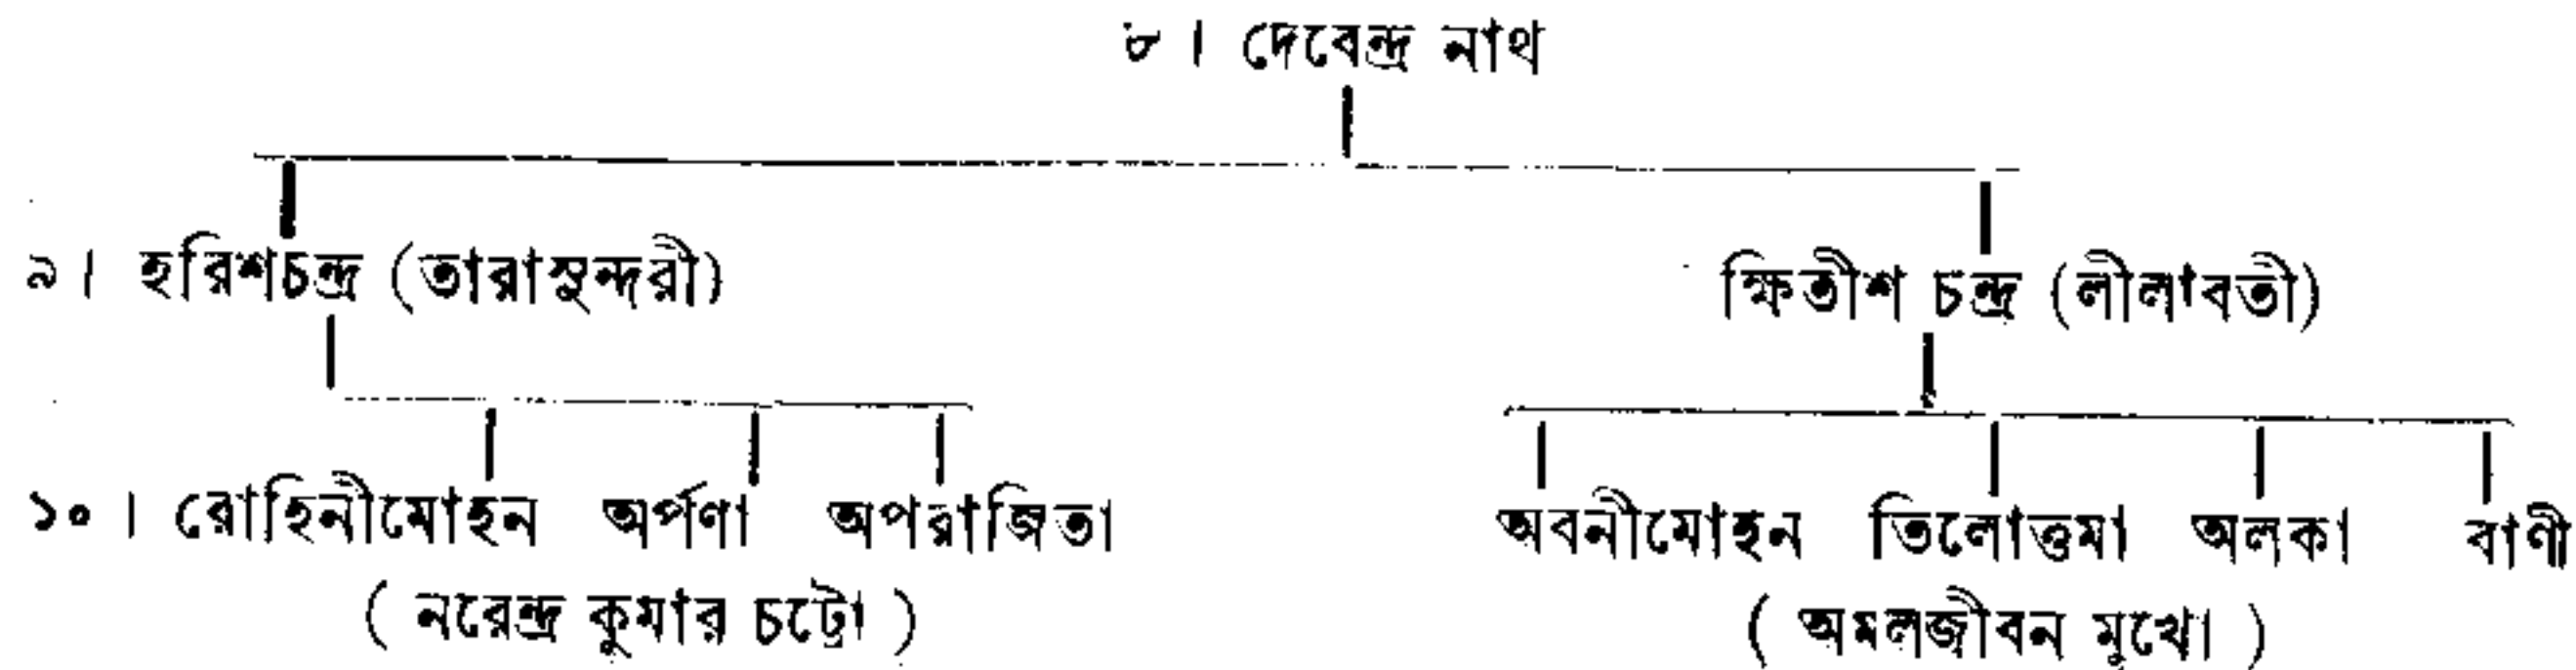 ৮। দেবেন্দ্র নাথ
৯। হরিশচন্দ্র (তারাসুন্দরী) ক্ষিতীশ চন্দ্র (লীলাবতী)
১০। রোহিনীমোহন অর্পণা অপরাজিতা অবনীমোহন তিলোত্তমা অলকা বাণী
( নরেন্দ্র কুমার চট্টো ) ( অমলজীবন মুখো )